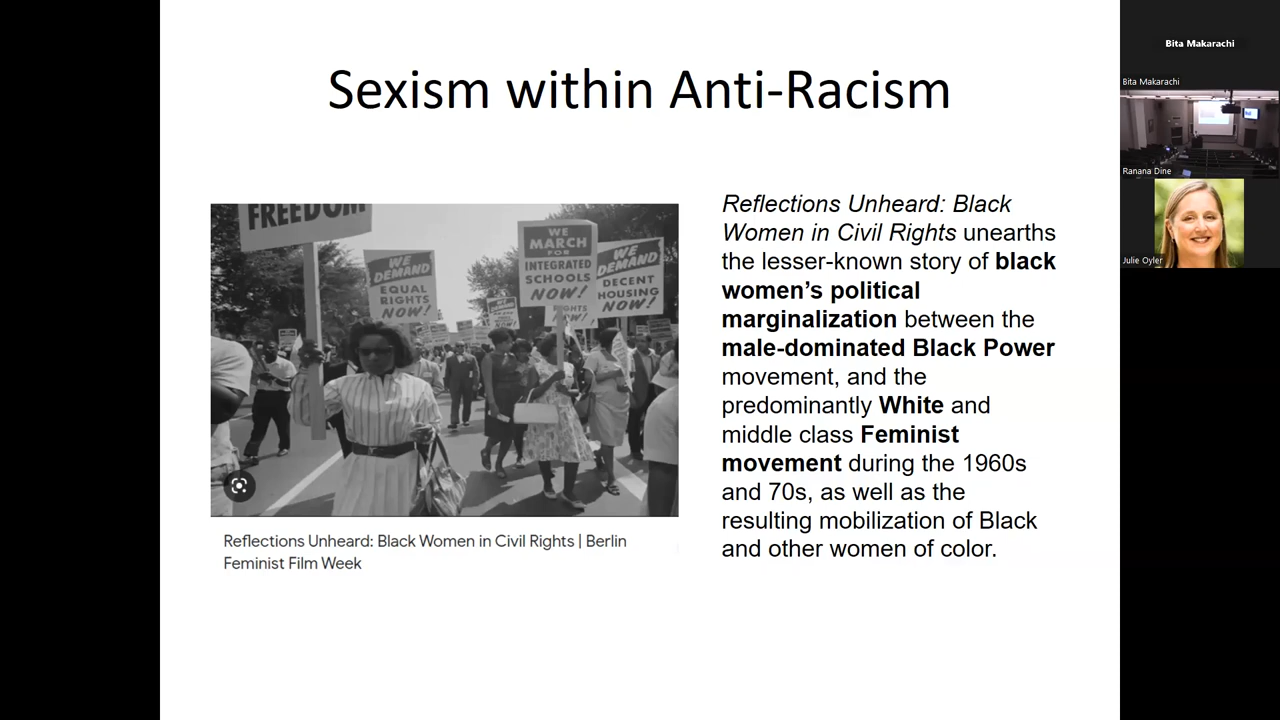 Sexism within Anti-Racism
FREEDOM
WE DEMAND
EQUAL
RIGHTS
NOW!
WE
MARCH
FOR
INTEGRATED
SCHOOLS
NOW!
WE
DEMAND
DECENT
HOUSING
NOW!
RIGHTS
Reflections Unheard: Black Women in Civil Rights | Berlin
Feminist Film Week
Reflections Unheard: Black
Women in Civil Rights unearths
the lesser-known story of black
women’s political
marginalization between the
male-dominated Black Power
movement, and the
predominantly White and
middle class Feminist
movement during the 1960s
and 70s, as well as the
resulting mobilization of Black
and other women of color.
Bita Makarachi
Bita Makarachi
Ranana Dine
Julie Oyler